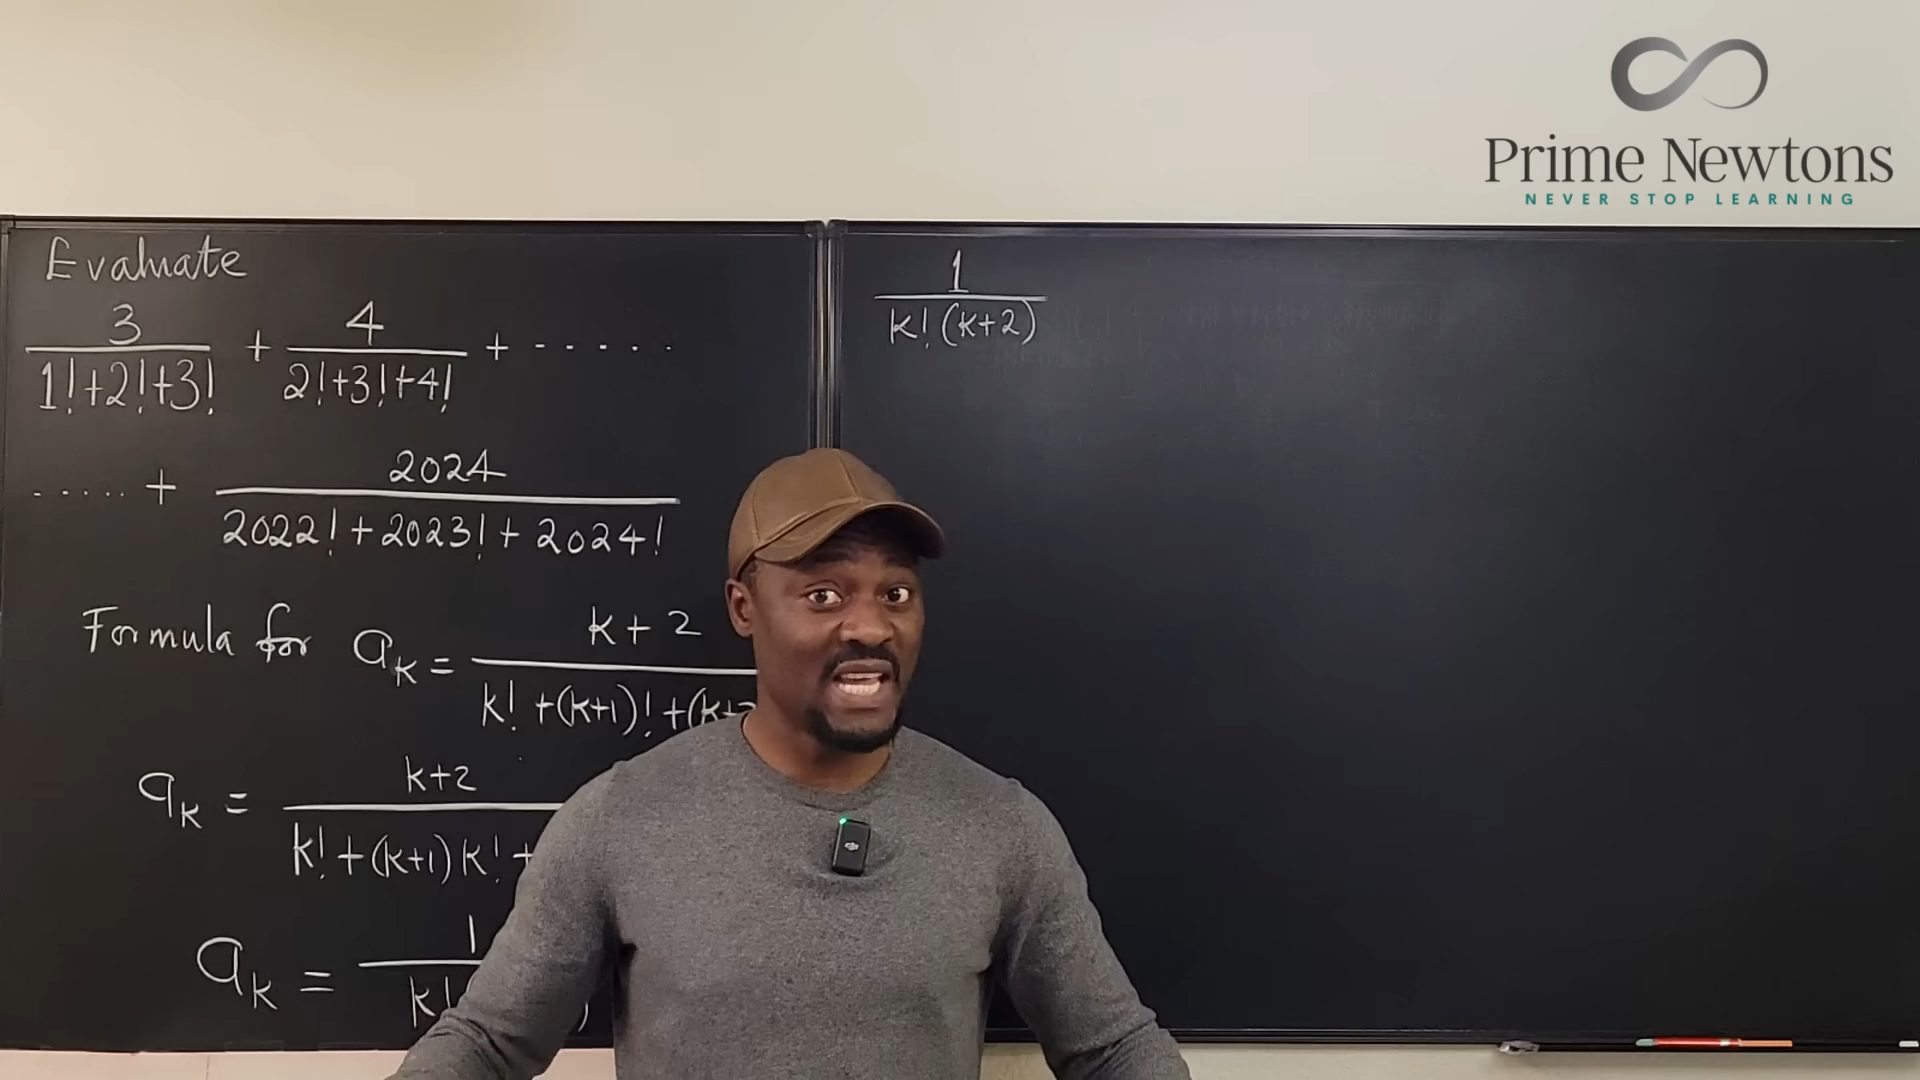 Prime Newtons
NEVER STOP LEARNING
Evaluate
3/(1!+2!+3!) + 4/(2!+3!+4!) + .....
..... + 2024/(2022! + 2023! + 2024!)
Formula for a_k = (k+2)/(k! + (k+1)! + (k+
a_k = (k+2)/(k! + (k+1)k! +
a_k = 1/(k!
1/(k!(k+2))